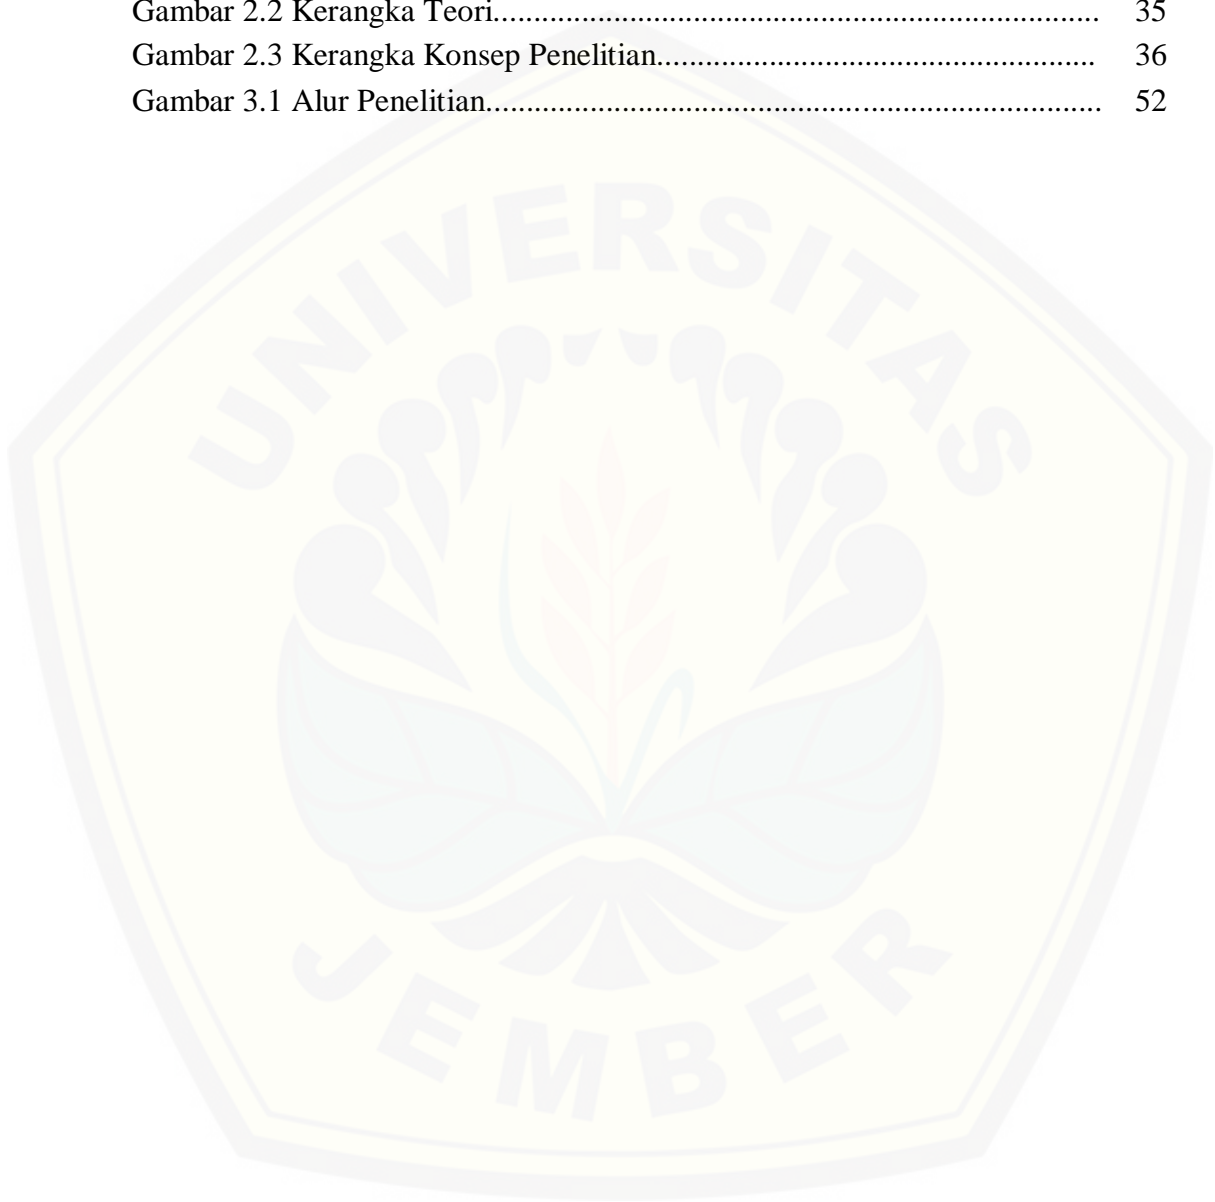 Gambar 2.2 Kerangka Teori........................................................................... 35
Gambar 2.3 Kerangka Konsep Penelitian...................................................... 36
Gambar 3.1 Alur Penelitian............................................................................ 52
UNIVERSITAS
JEMBER